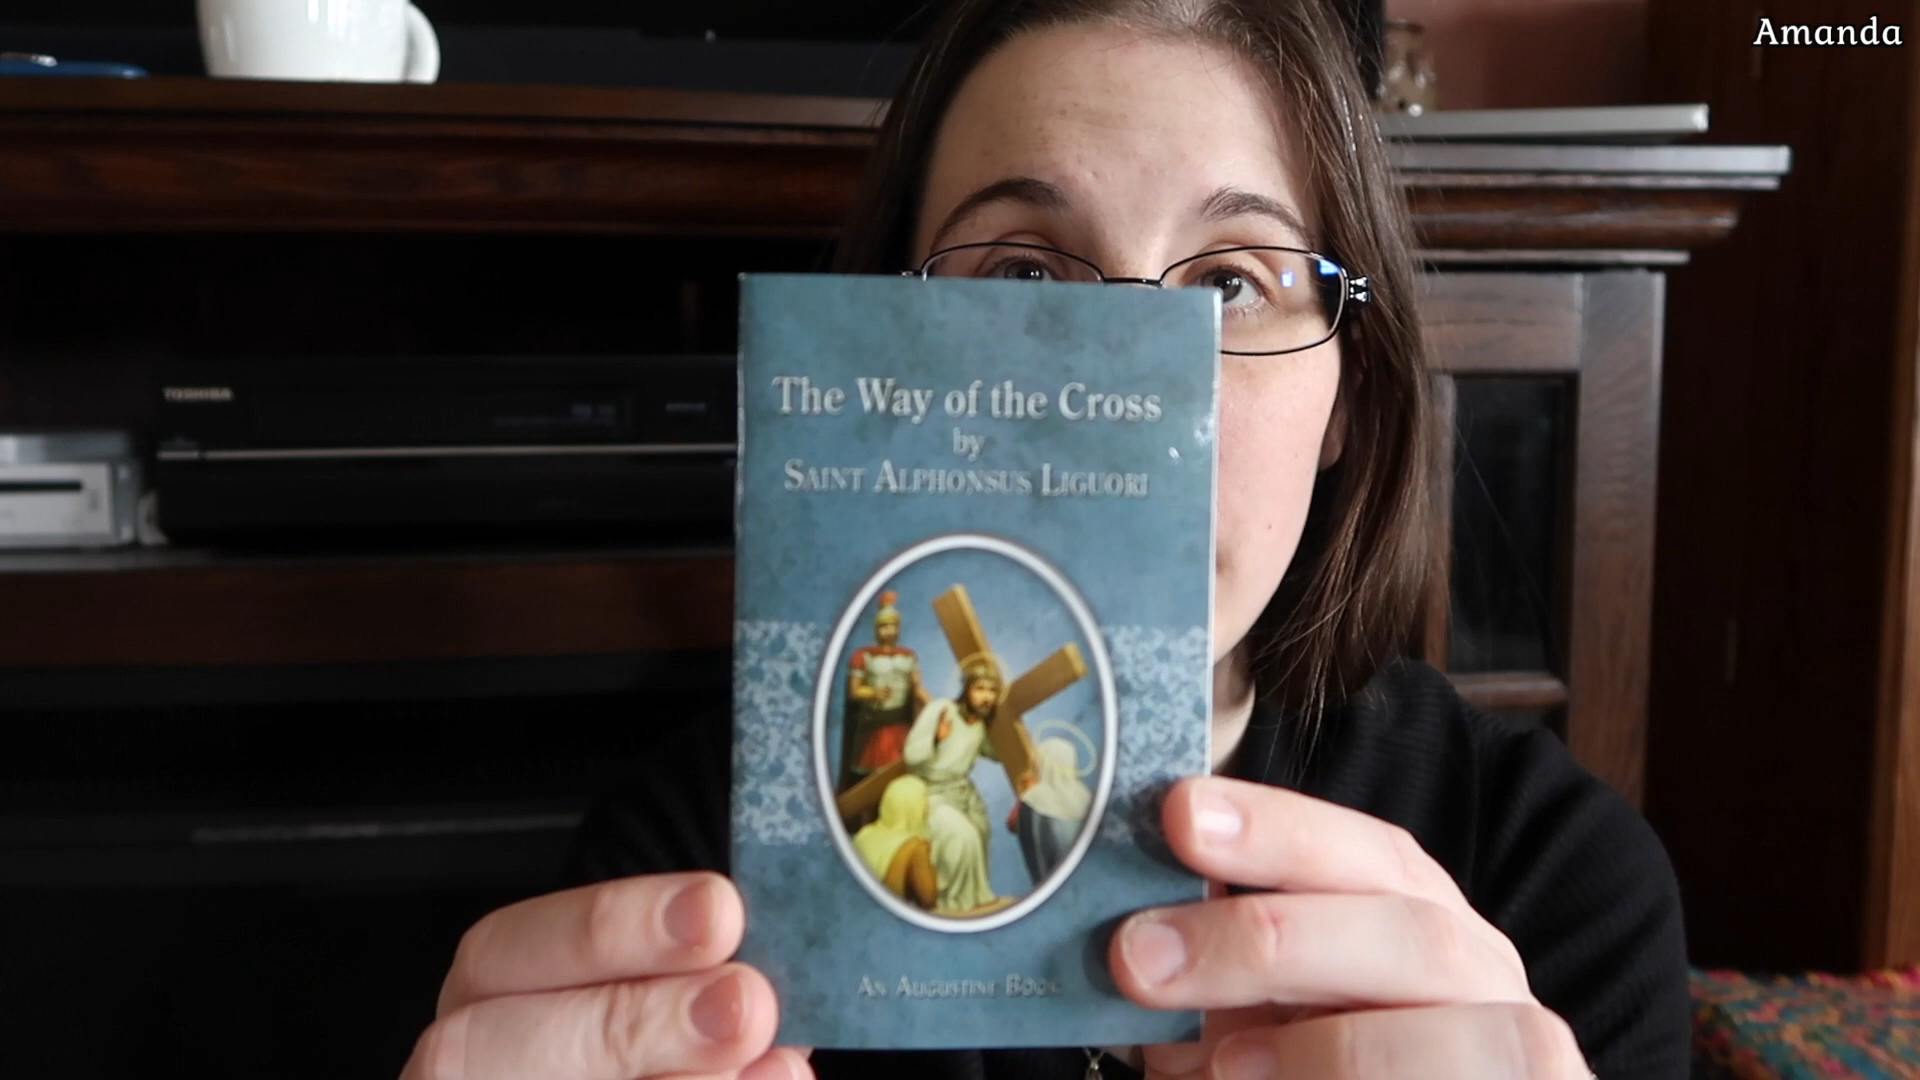 Amanda
TOSHIBA
The Way of the Cross
by
SAINT ALPHONSUS LIGUORI
AN AUGUSTINE BOOK